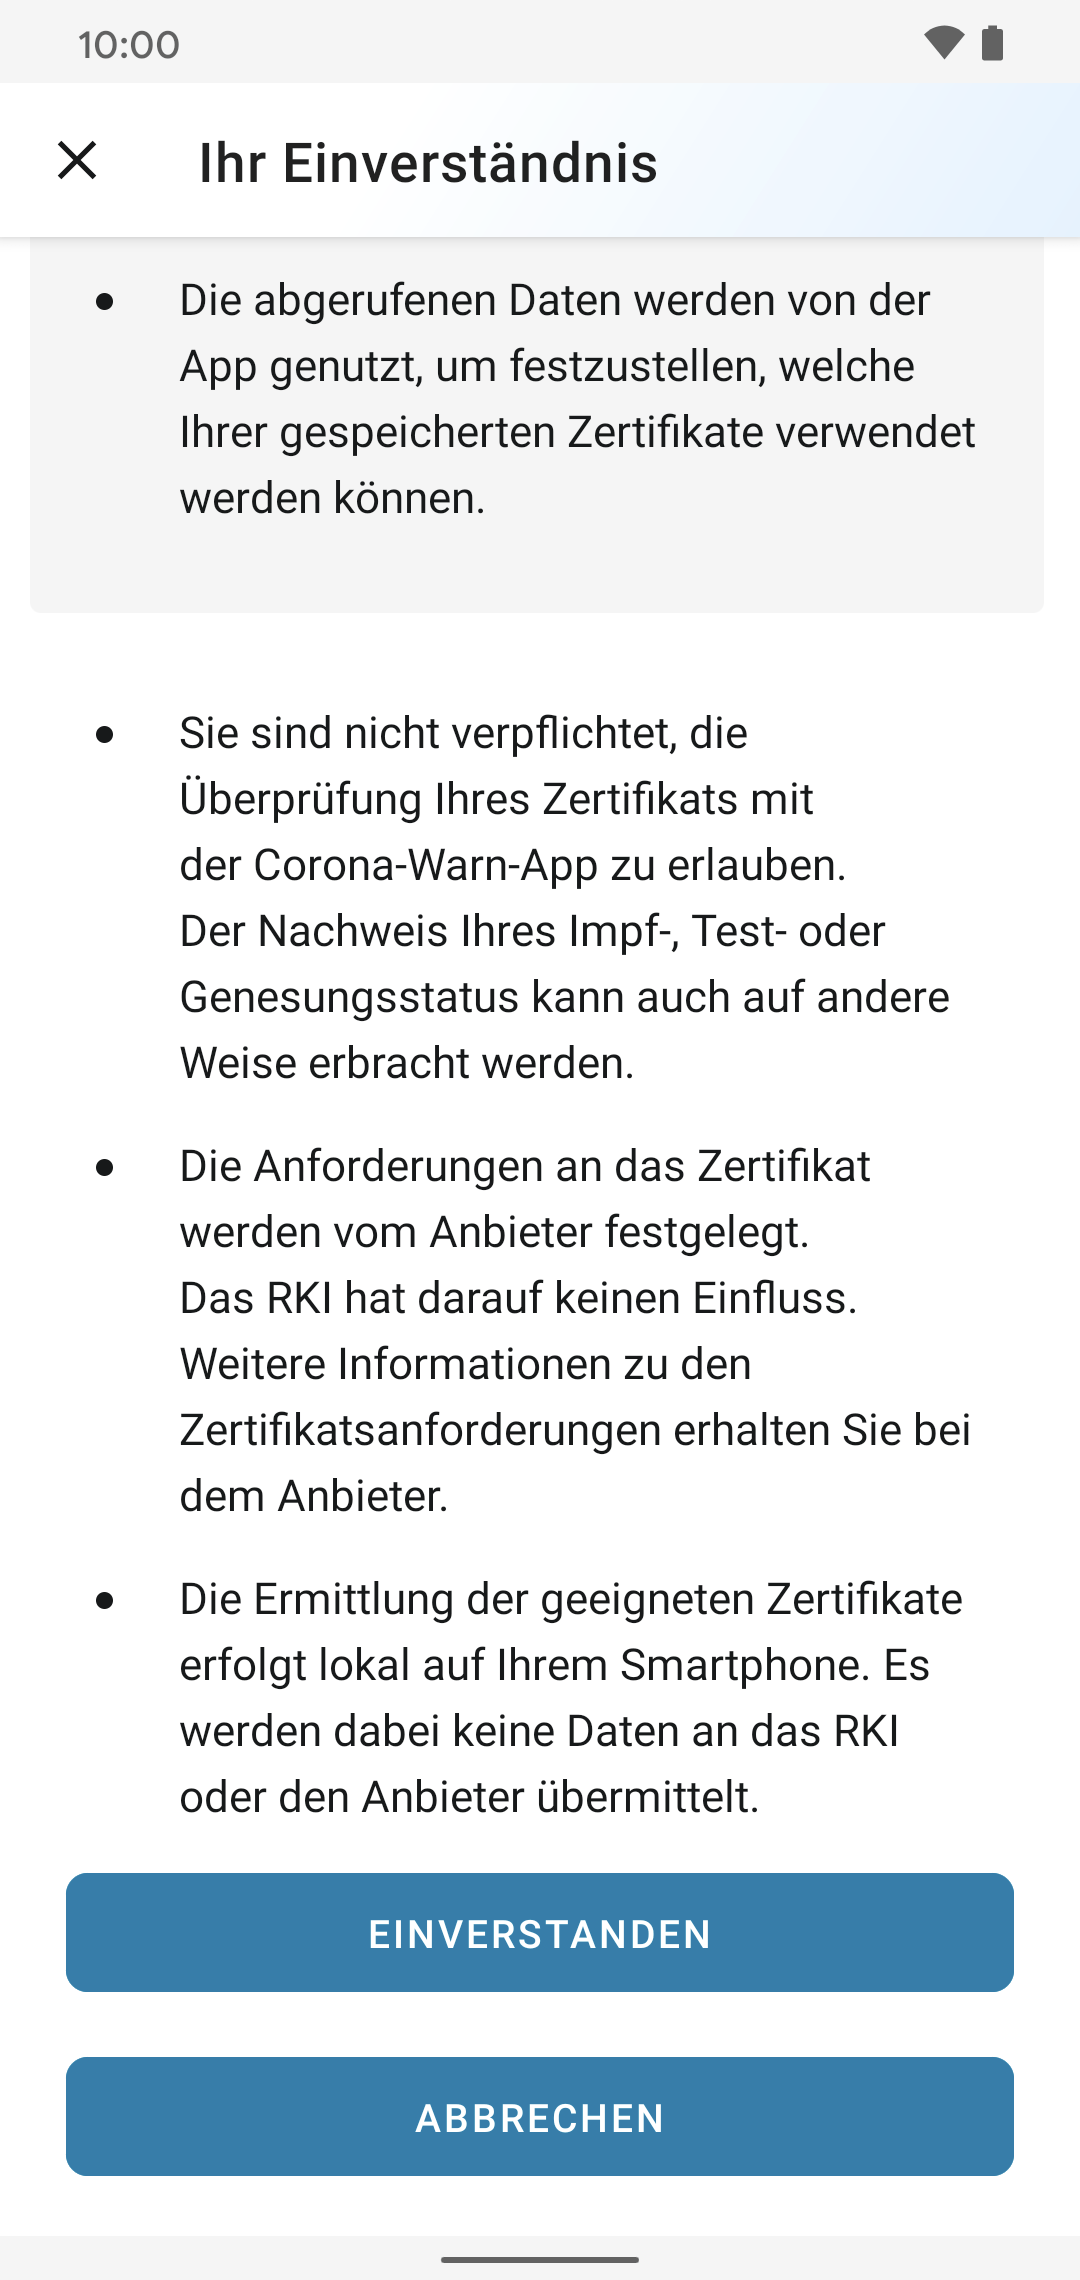 10:00
Ihr Einverständnis
• Die abgerufenen Daten werden von der
App genutzt, um festzustellen, welche
Ihrer gespeicherten Zertifikate verwendet
werden können.
• Sie sind nicht verpflichtet, die
Überprüfung Ihres Zertifikats mit
der Corona-Warn-App zu erlauben.
Der Nachweis Ihres Impf-, Test- oder
Genesungsstatus kann auch auf andere
Weise erbracht werden.
• Die Anforderungen an das Zertifikat
werden vom Anbieter festgelegt.
Das RKI hat darauf keinen Einfluss.
Weitere Informationen zu den
Zertifikatsanforderungen erhalten Sie bei
dem Anbieter.
• Die Ermittlung der geeigneten Zertifikate
erfolgt lokal auf Ihrem Smartphone. Es
werden dabei keine Daten an das RKI
oder den Anbieter übermittelt.
EINVERSTANDEN
ABBRECHEN